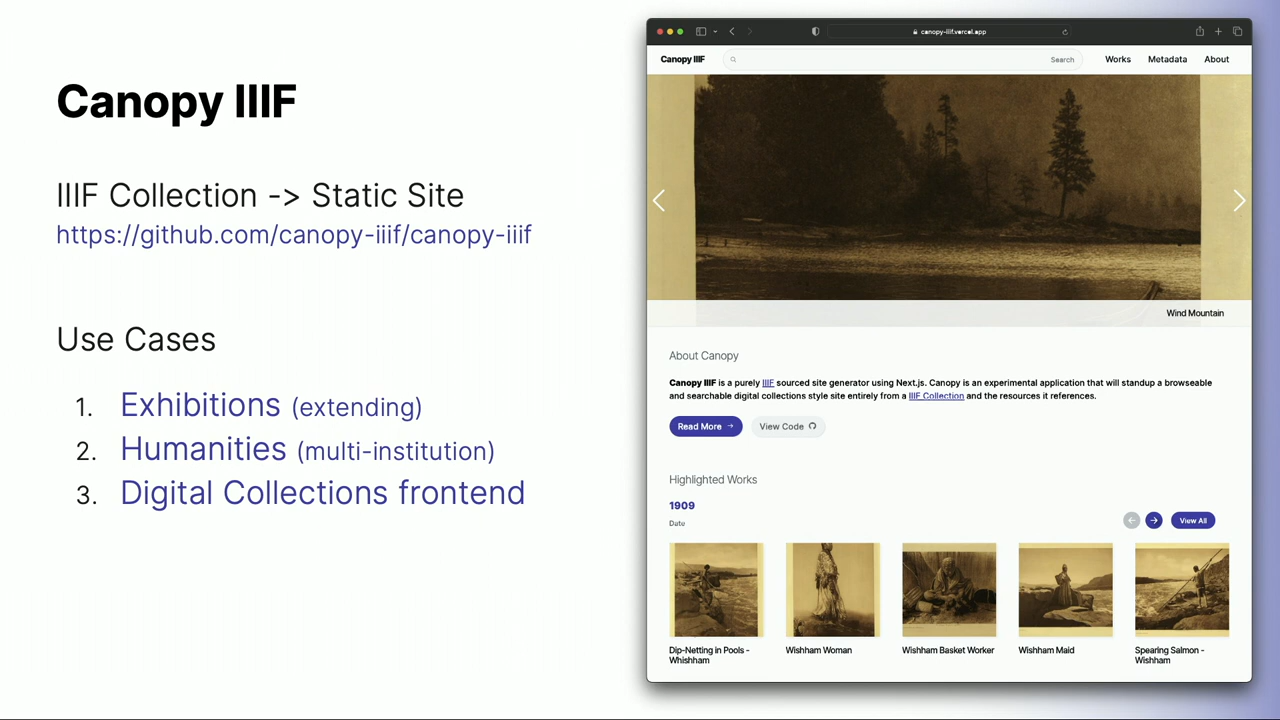 Canopy IIIF
IIIF Collection -> Static Site
https://github.com/canopy-iiif/canopy-iiif
Use Cases
1. Exhibitions (extending)
2. Humanities (multi-institution)
3. Digital Collections frontend
canopy-iiif.vercel.app
Canopy IIIF
Search
Works
Metadata
About
Wind Mountain
About Canopy
Canopy IIIF is a purely IIIF sourced site generator using Next.js. Canopy is an experimental application that will standup a browseable
and searchable digital collections style site entirely from a IIIF Collection and the resources it references.
Read More →
View Code
Highlighted Works
1909
Date
View All
Dip-Netting in Pools -
Whishham
Wishham Woman
Wishham Basket Worker
Wishham Maid
Spearing Salmon -
Wishham